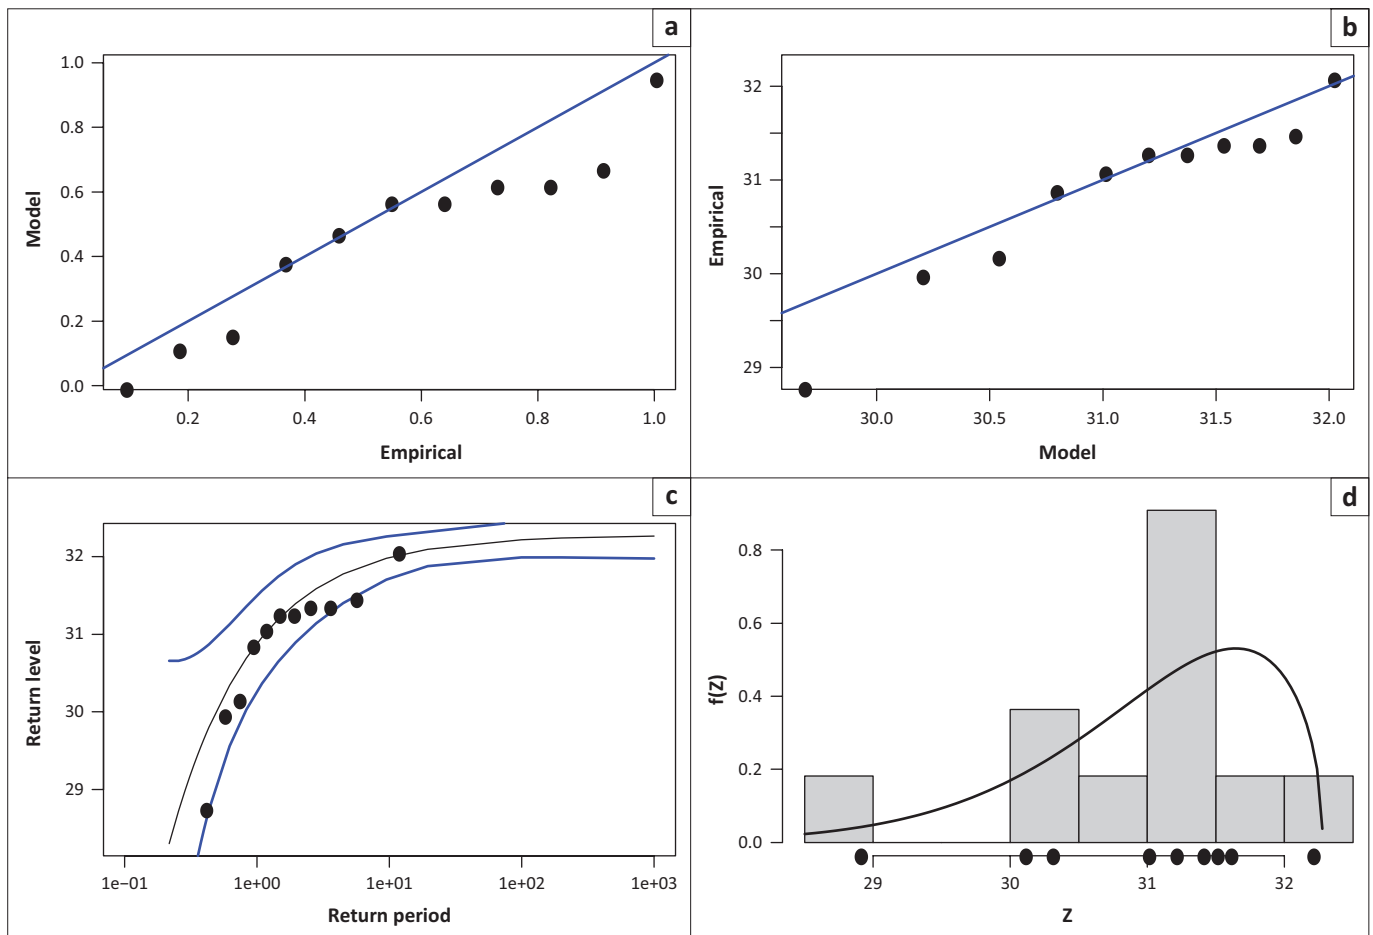 a
1.0
0.8
0.6
0.4
0.2
0.0
Model
0.2 0.4 0.6 0.8 1.0
Empirical
b
32
31
30
29
Empirical
30.0 30.5 31.0 31.5 32.0
Model
c
32
31
30
29
Return level
1e−01 1e+00 1e+01 1e+02 1e+03
Return period
d
0.8
0.6
0.4
0.2
0.0
f(Z)
29 30 31 32
Z